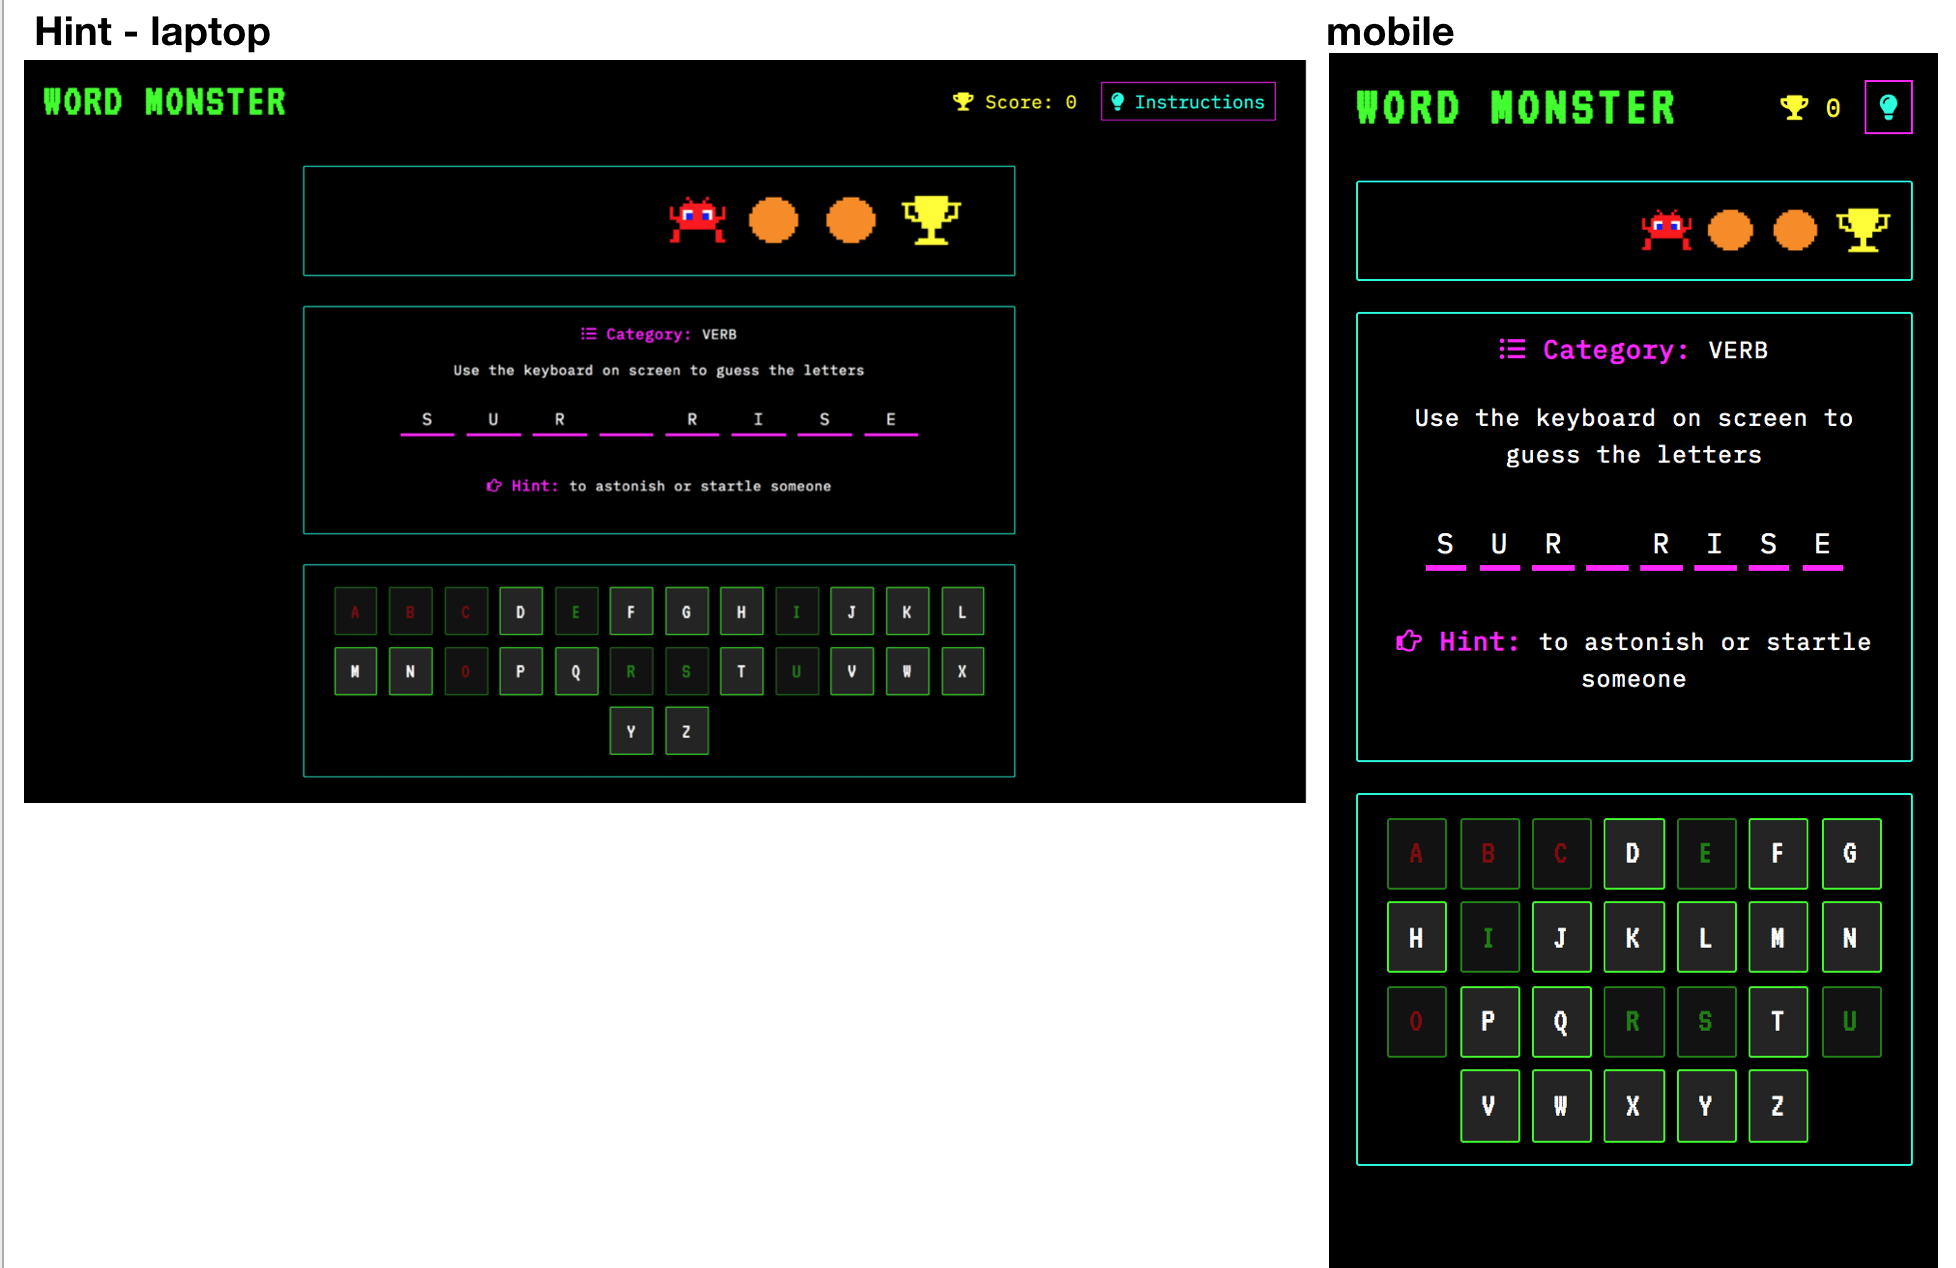 Hint - laptop
WORD MONSTER
Score: 0
Instructions
Category: VERB
Use the keyboard on screen to guess the letters
S U R R I S E
Hint: to astonish or startle someone
A B C D E F G H I J K L
M N O P Q R S T U V W X
Y Z
mobile
WORD MONSTER
0
Category: VERB
Use the keyboard on screen to
guess the letters
S U R R I S E
Hint: to astonish or startle
someone
A B C D E F G
H I J K L M N
O P Q R S T U
V W X Y Z